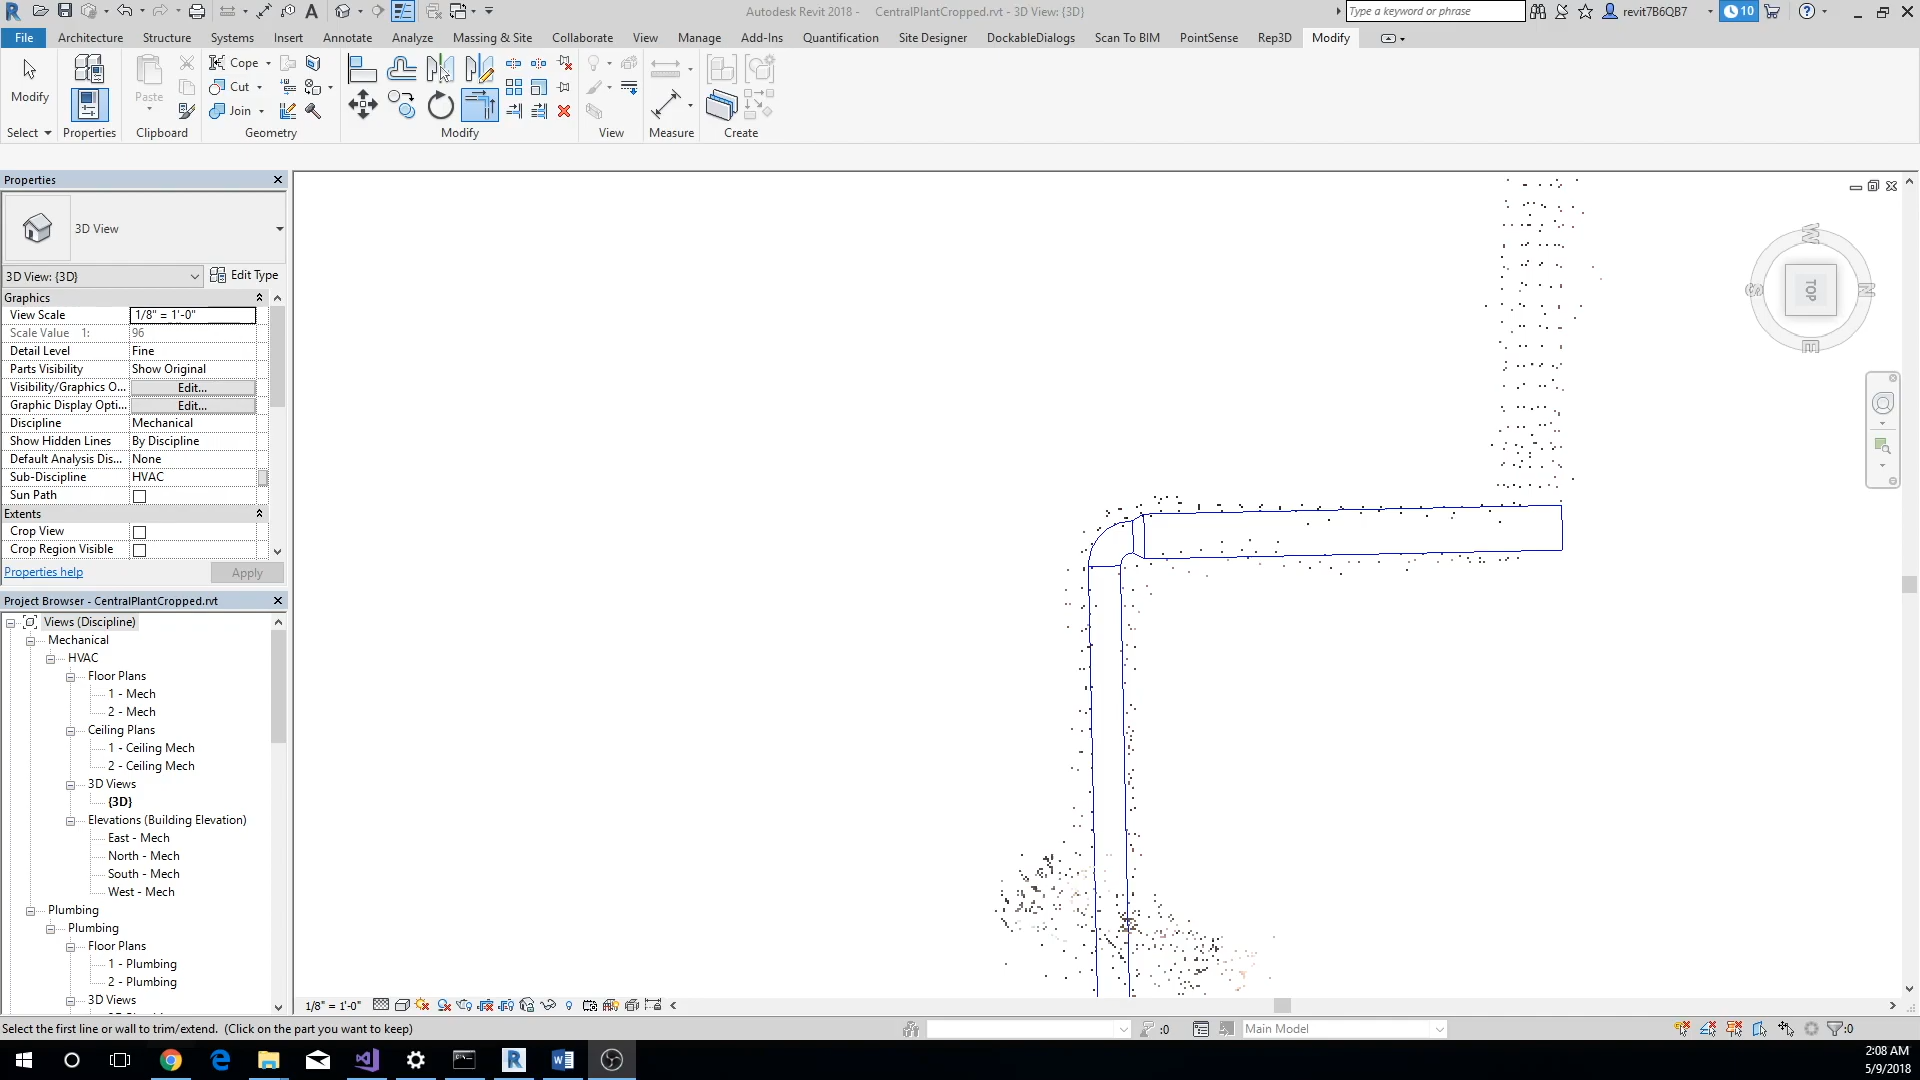 Autodesk Revit 2018 - CentralPlantCropped.rvt - 3D View: {3D}
Type a keyword or phrase
revit7B6QB7
10
File Architecture Structure Systems Insert Annotate Analyze Massing & Site Collaborate View Manage Add-Ins Quantification Site Designer DockableDialogs Scan To BIM PointSense Rep3D Modify
Modify
Paste
Cope
Cut
Join
Select Properties Clipboard Geometry Modify View Measure Create
Properties
3D View
3D View: {3D}
Edit Type
Graphics
View Scale 1/8" = 1'-0"
Scale Value 1: 96
Detail Level Fine
Parts Visibility Show Original
Visibility/Graphics O... Edit...
Graphic Display Opti... Edit...
Discipline Mechanical
Show Hidden Lines By Discipline
Default Analysis Dis... None
Sub-Discipline HVAC
Sun Path
Extents
Crop View
Crop Region Visible
Properties help
Apply
Project Browser - CentralPlantCropped.rvt
Views (Discipline)
Mechanical
HVAC
Floor Plans
1 - Mech
2 - Mech
Ceiling Plans
1 - Ceiling Mech
2 - Ceiling Mech
3D Views
{3D}
Elevations (Building Elevation)
East - Mech
North - Mech
South - Mech
West - Mech
Plumbing
Plumbing
Floor Plans
1 - Plumbing
2 - Plumbing
3D Views
W
S
TOP
N
E
1/8" = 1'-0"
Select the first line or wall to trim/extend. (Click on the part you want to keep)
:0
Main Model
:0
2:08 AM
5/9/2018